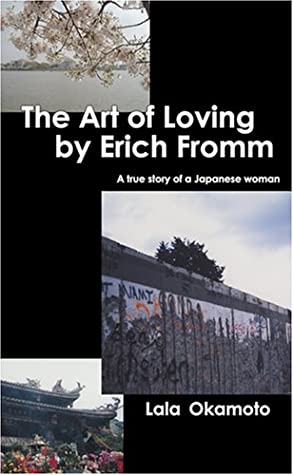 The Art of Loving
by Erich Fromm
A true story of a Japanese woman
Lala Okamoto